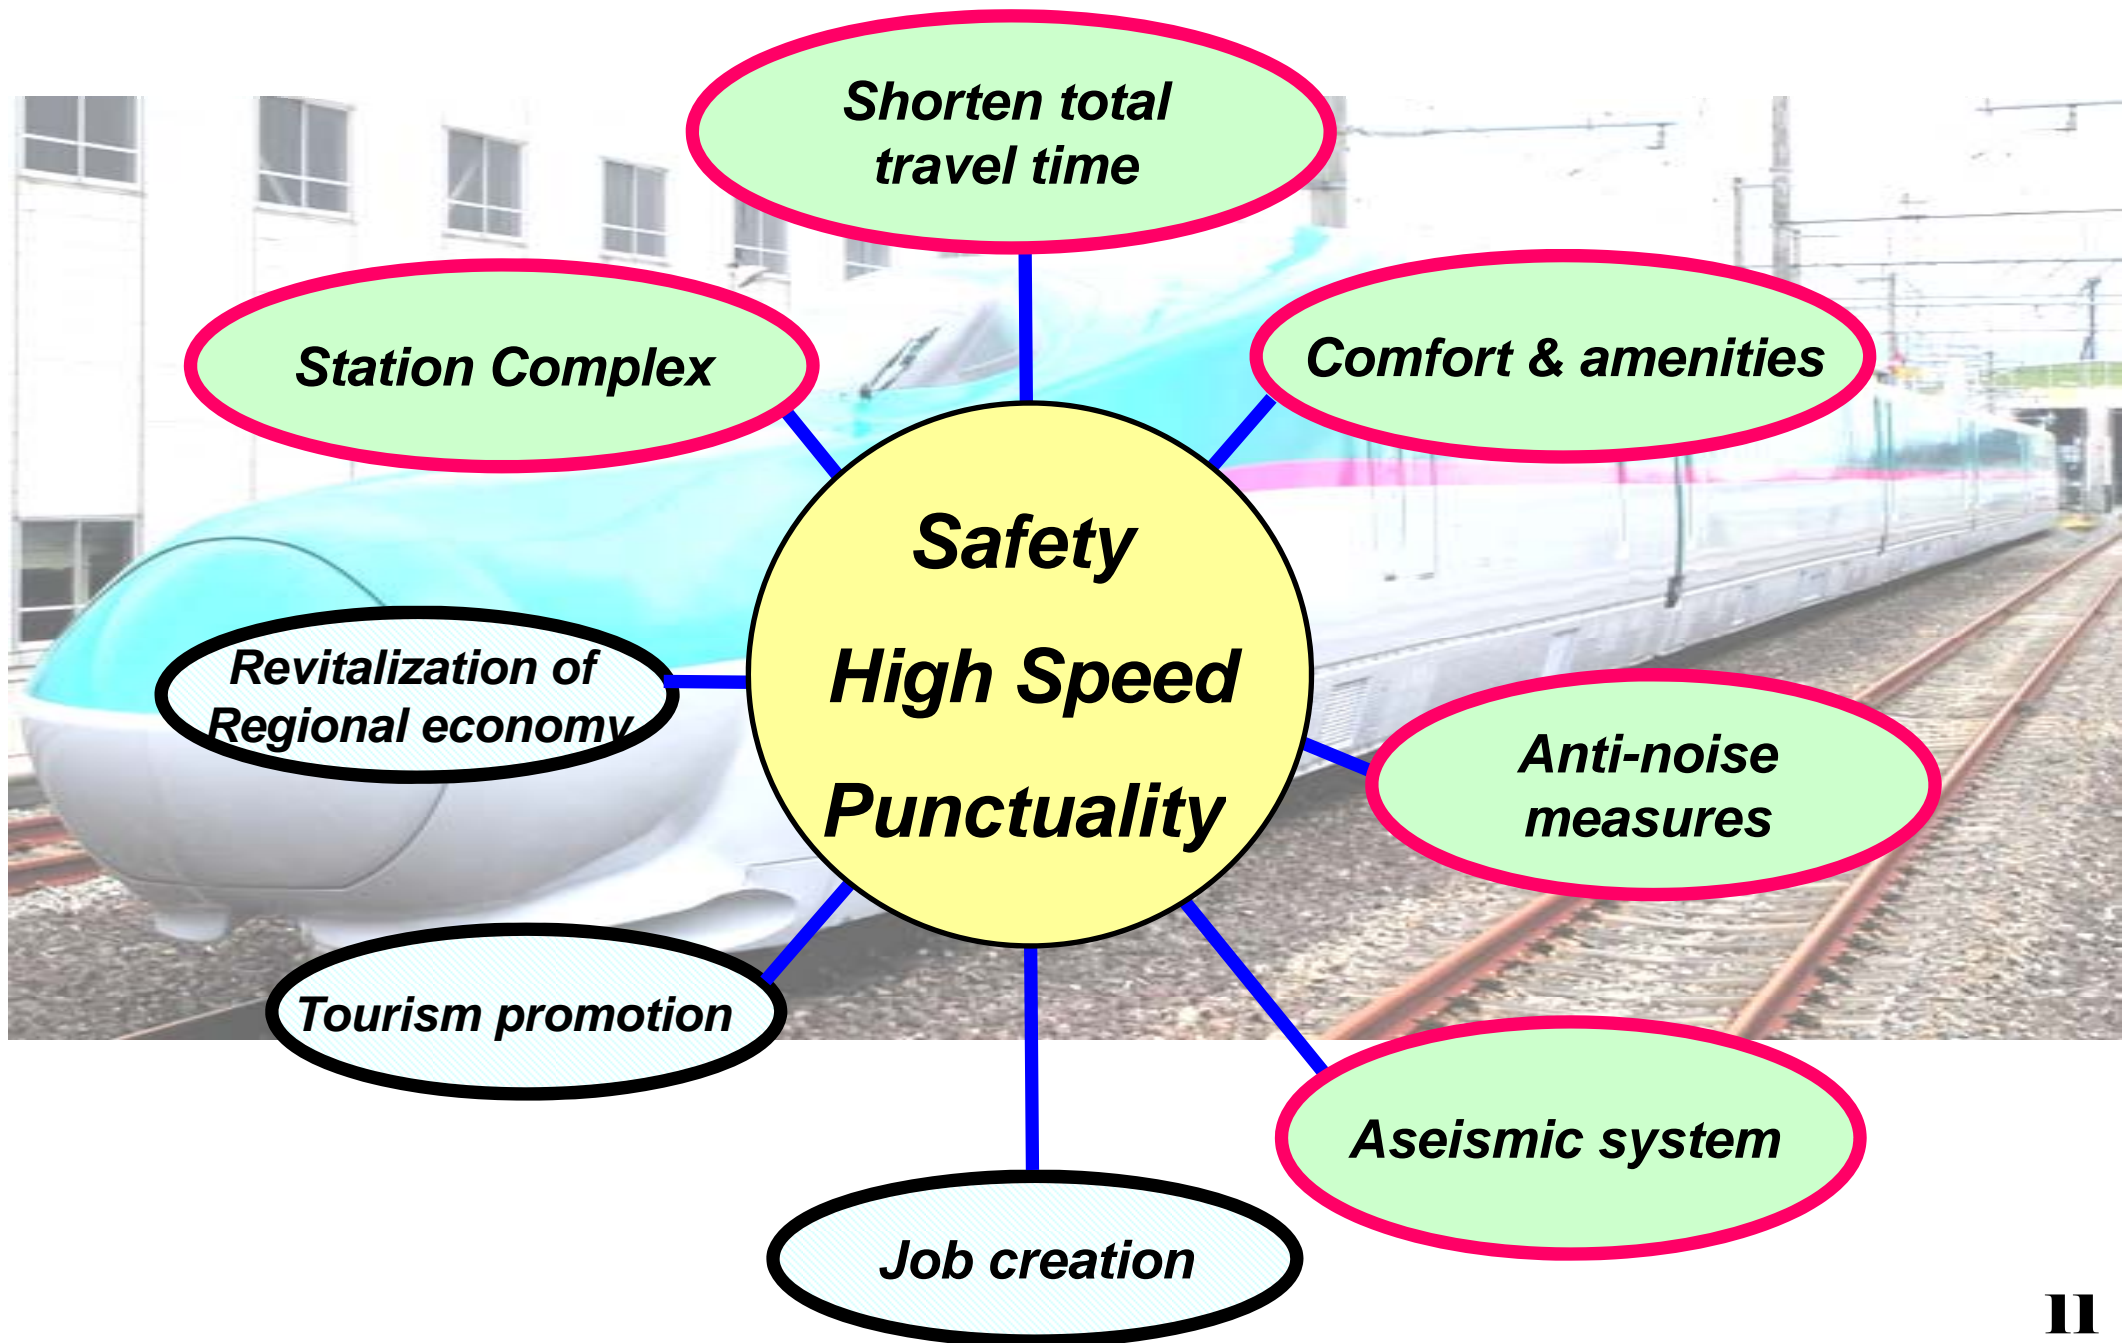 Shorten total
travel time
Station Complex
Comfort & amenities
Safety
High Speed
Punctuality
Revitalization of
Regional economy
Anti-noise
measures
Tourism promotion
Aseismic system
Job creation
11